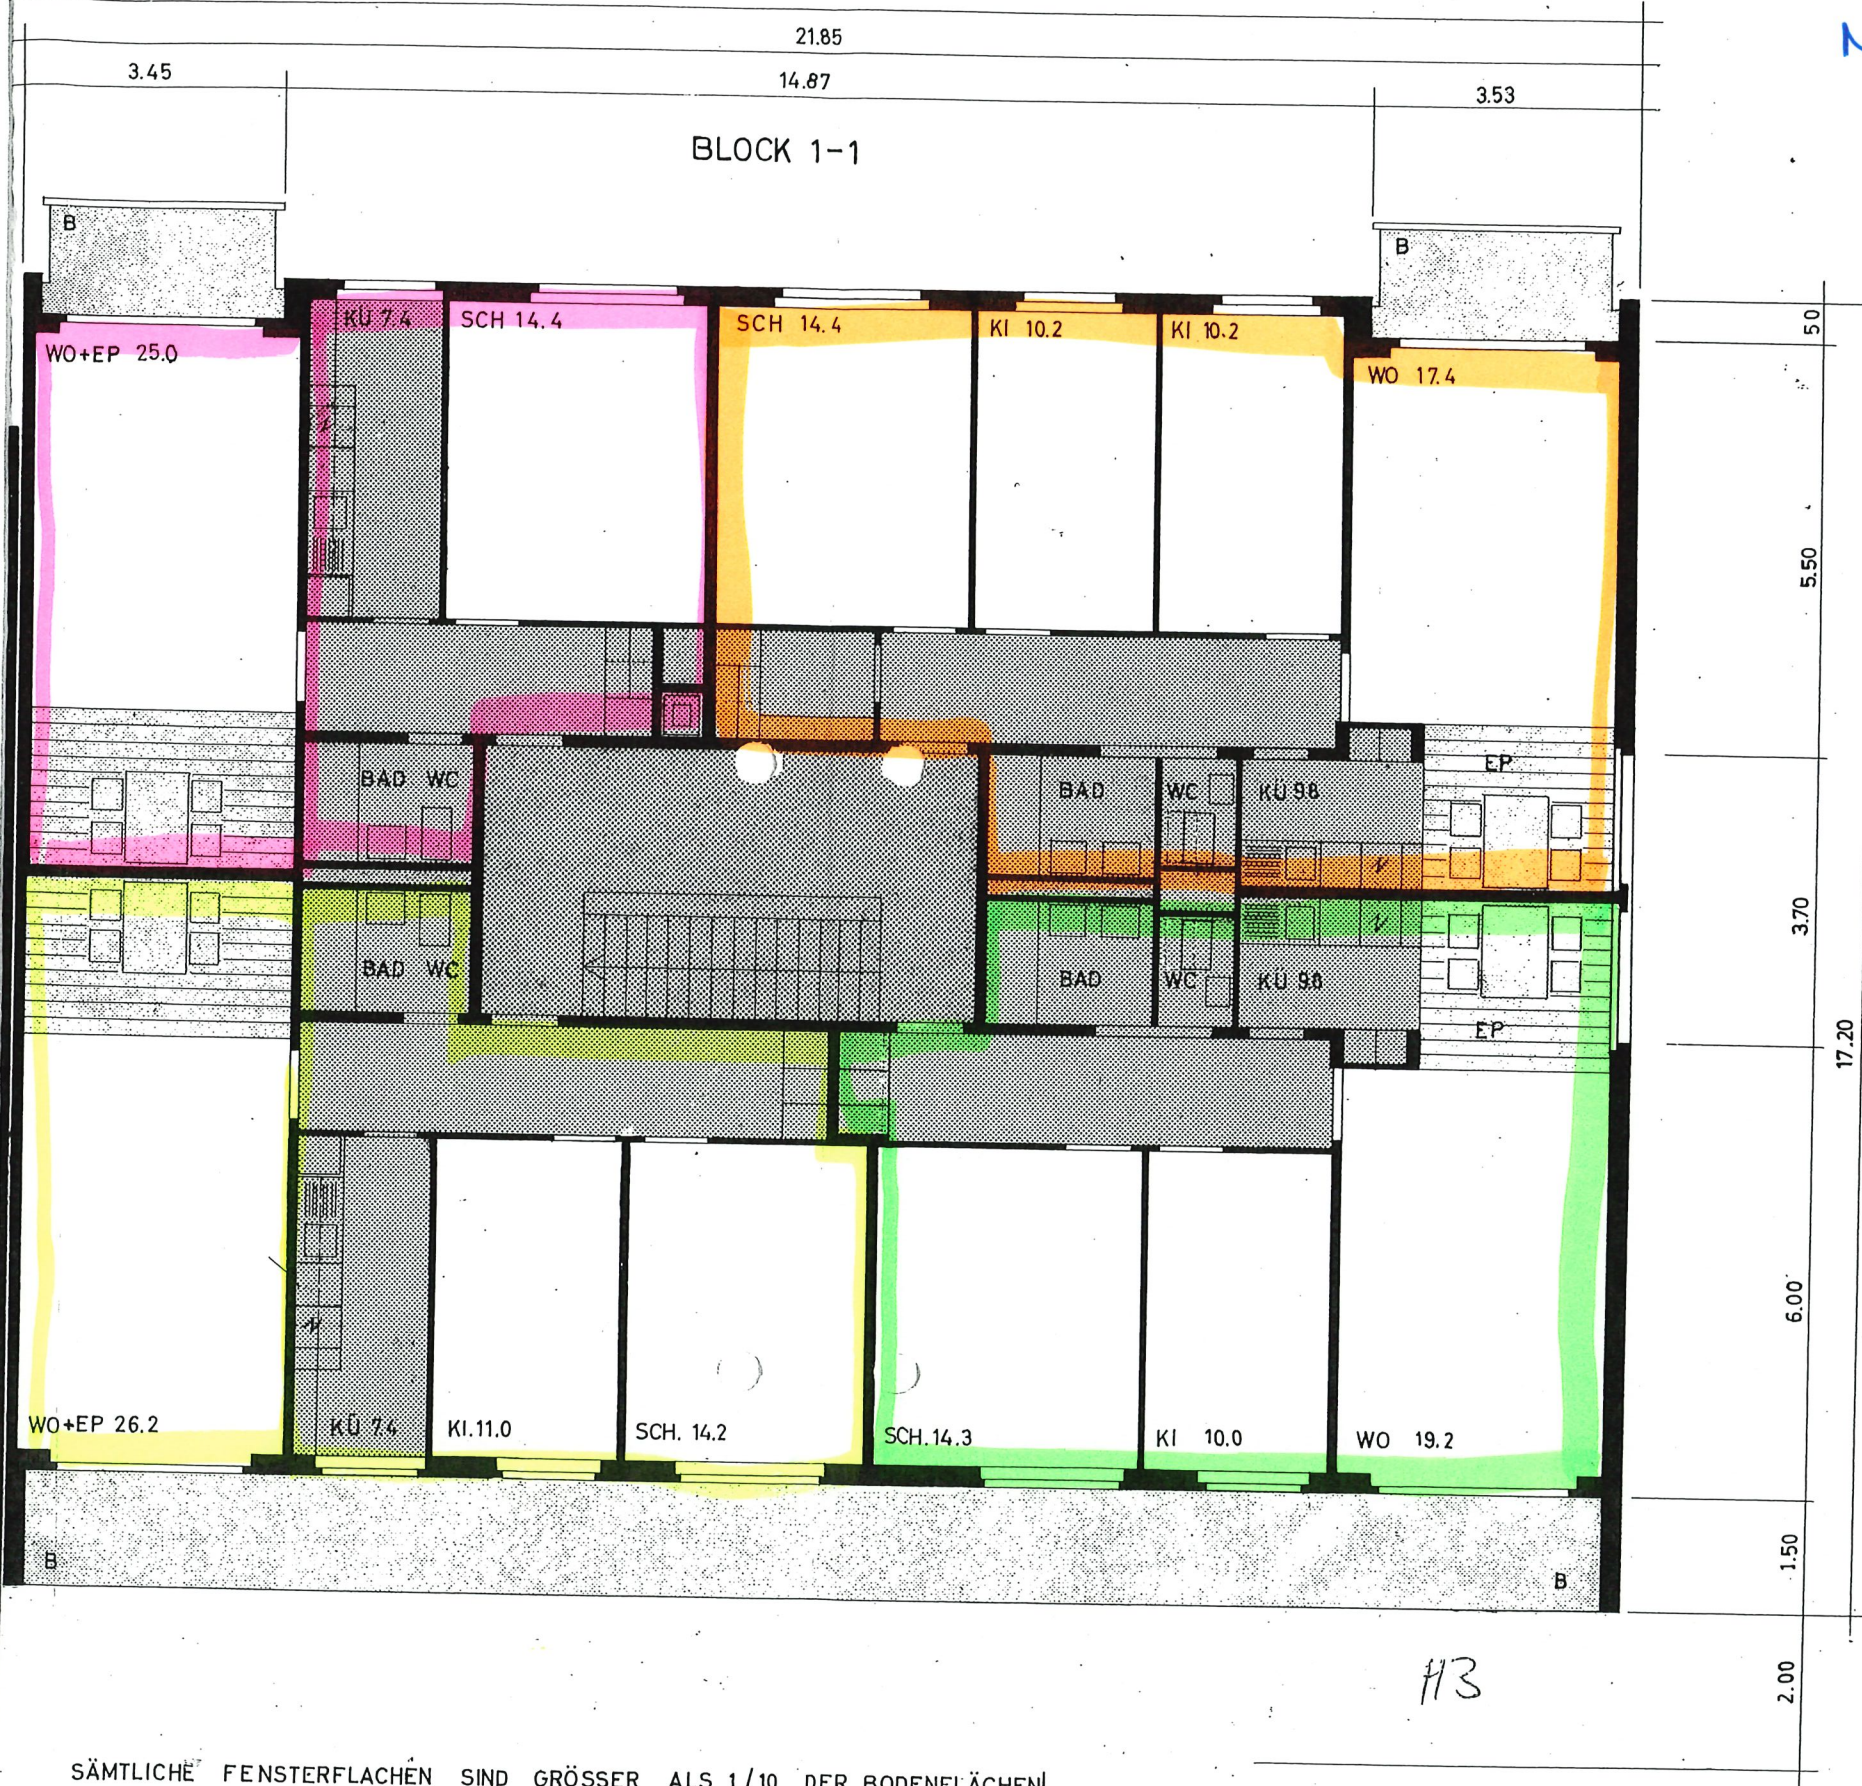 21.85
3.45 14.87 3.53
BLOCK 1-1
B B
KÜ 7.4 SCH 14.4 SCH 14.4 KI 10.2 KI 10.2
WO+EP 25.0 WO 17.4
50
5.50
EP
BAD WC BAD WC KÜ 9.8
3.70
BAD WC BAD WC KÜ 9.8
EP
17.20
6.00
WO+EP 26.2 KÜ 7.4 KI.11.0 SCH. 14.2 SCH.14.3 KI 10.0 WO 19.2
1.50
B B
H3
2.00
SÄMTLICHE FENSTERFLACHEN SIND GRÖSSER ALS 1/10 DER BODENFLÄCHEN!